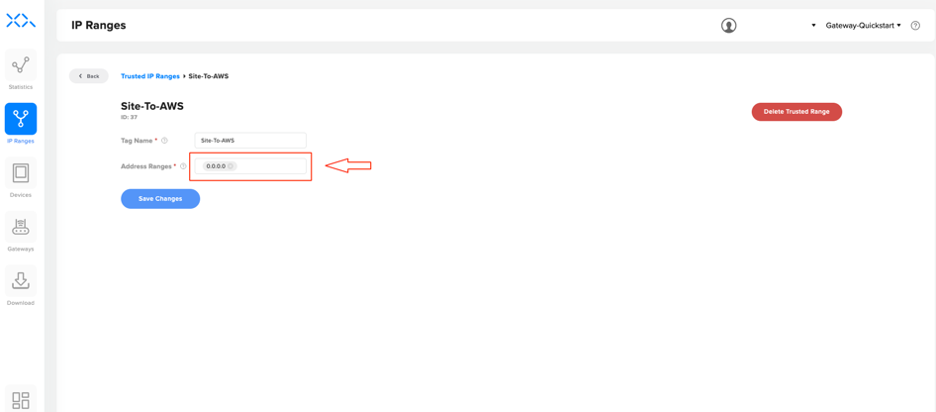 IP Ranges
Gateway-Quickstart
Back
Trusted IP Ranges
Site-To-AWS
Site-To-AWS
ID: 37
Delete Trusted Range
Tag Name *
Site-To-AWS
Address Ranges *
0.0.0.0
Save Changes
Statistics
IP Ranges
Devices
Gateways
Download